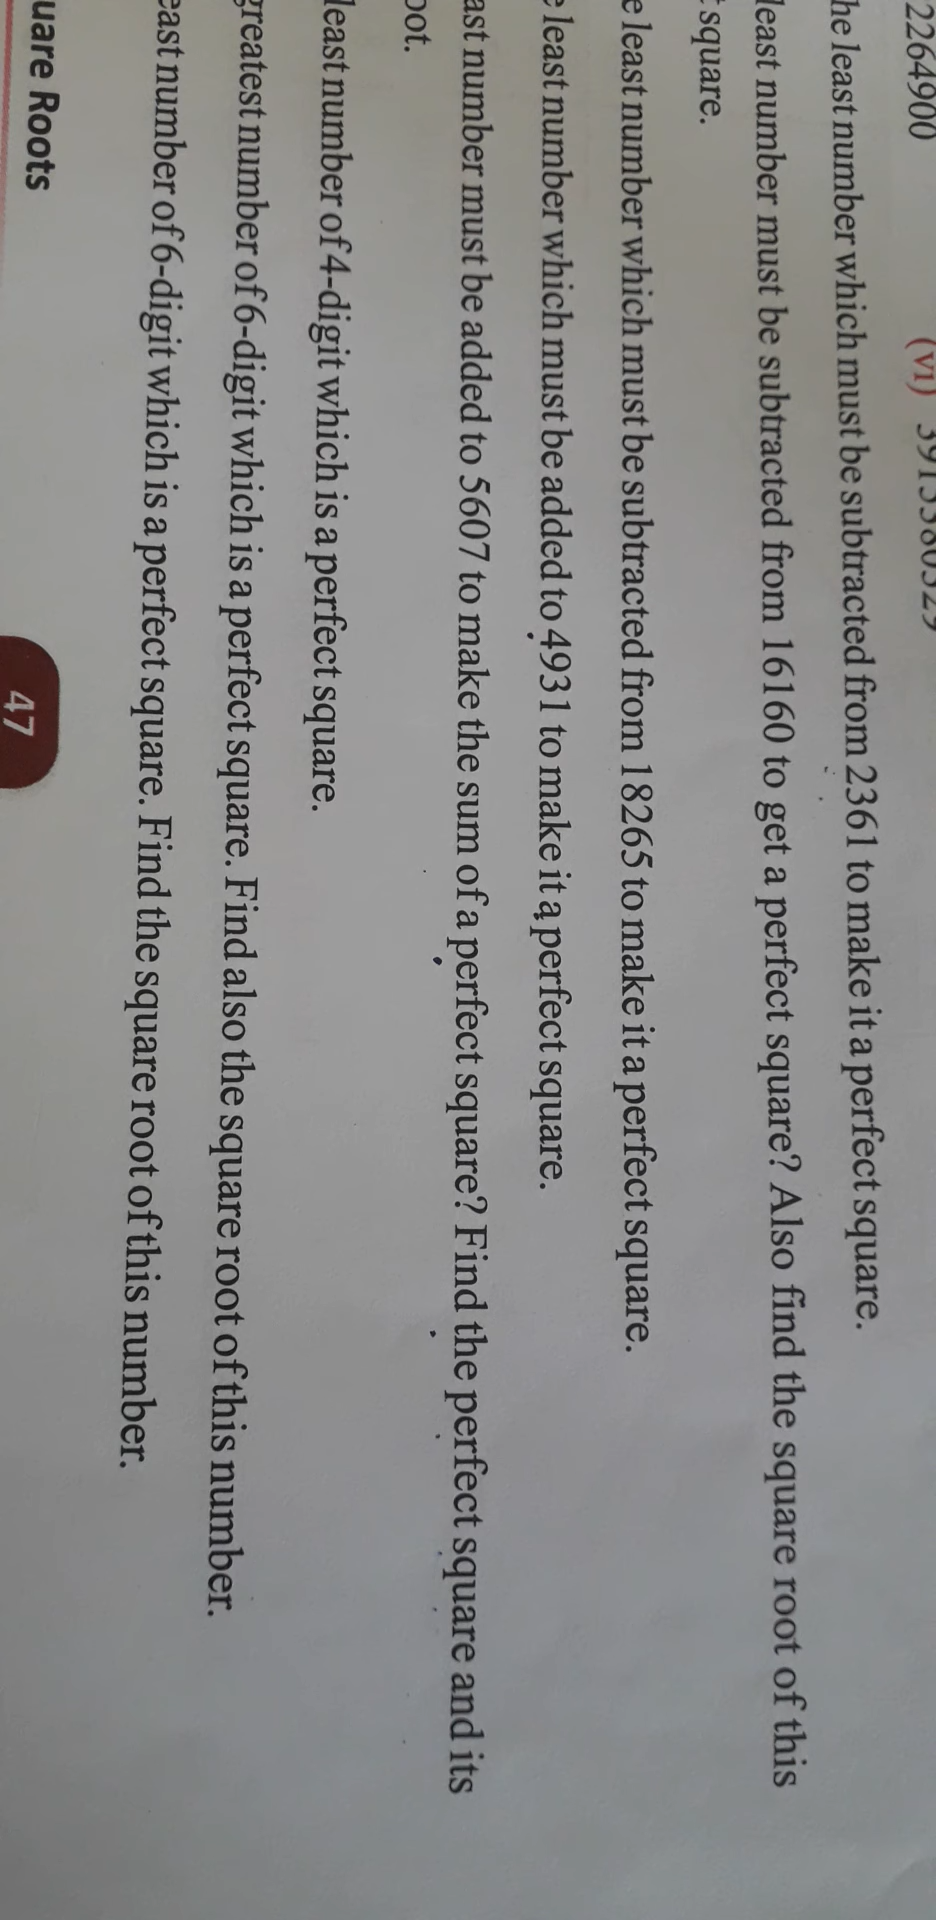 2264900 (vi)
least number which must be subtracted from 2361 to make it a perfect square.
least number must be subtracted from 16160 to get a perfect square? Also find the square root of this
square.
least number which must be subtracted from 18265 to make it a perfect square.
least number which must be added to 4931 to make it a perfect square.
number must be added to 5607 to make the sum of a perfect square? Find the perfect square and its
least number of 4-digit which is a perfect square.
greatest number of 6-digit which is a perfect square. Find also the square root of this number.
number of 6-digit which is a perfect square. Find the square root of this number.
Roots 47